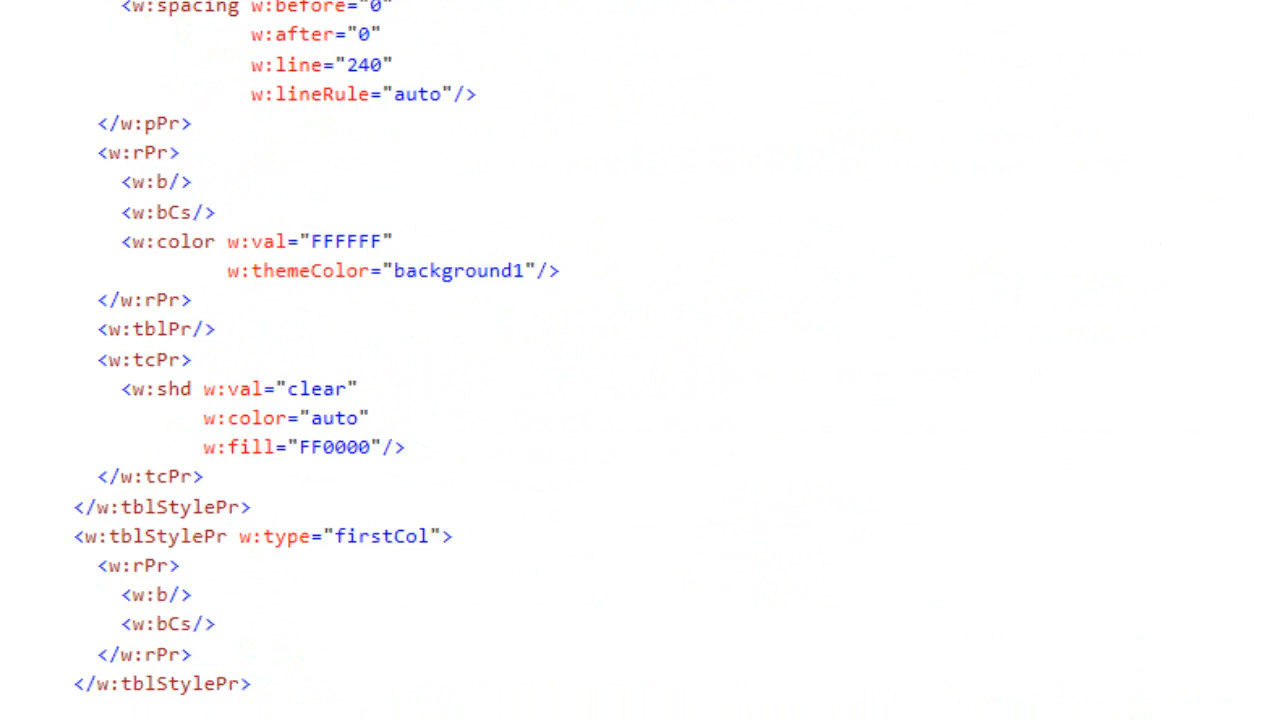 <w:spacing w:before="0"
w:after="0"
w:line="240"
w:lineRule="auto"/>
</w:pPr>
<w:rPr>
<w:b/>
<w:bCs/>
<w:color w:val="FFFFFF"
w:themeColor="background1"/>
</w:rPr>
<w:tblPr/>
<w:tcPr>
<w:shd w:val="clear"
w:color="auto"
w:fill="FF0000"/>
</w:tcPr>
</w:tblStylePr>
<w:tblStylePr w:type="firstCol">
<w:rPr>
<w:b/>
<w:bCs/>
</w:rPr>
</w:tblStylePr>